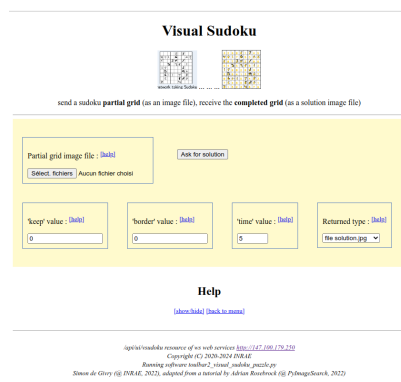 Visual Sudoku
... ... ...
send a sudoku partial grid (as an image file), receive the completed grid (as a solution image file)
Partial grid image file : [help]
Ask for solution
Sélect. fichiers Aucun fichier choisi
'keep' value : [help]
'border' value : [help]
'time' value : [help]
Returned type : [help]
0
0
5
file solution.jpg
Help
[show/hide] [back to menu]
/api/ui/vsudoku resource of ws web services http://147.100.179.250
Copyright (C) 2020-2024 INRAE
Running software toulbar2_visual_sudoku_puzzle.py
Simon de Givry (@ INRAE, 2022), adapted from a tutorial by Adrian Rosebrock (@ PyImageSearch, 2022)